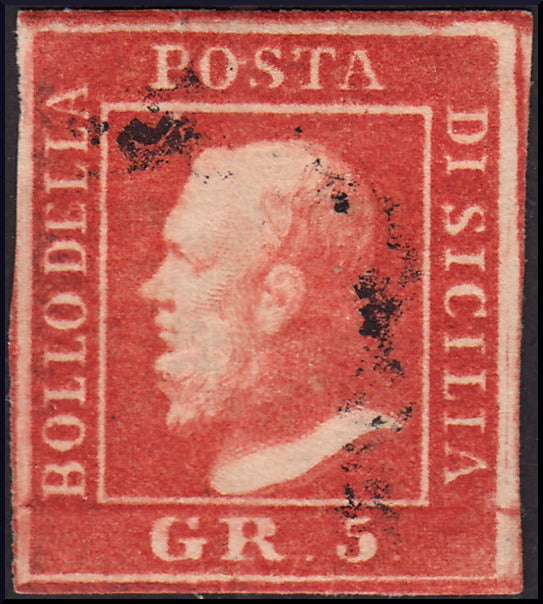 BOLLO DELLA
POSTA
DI SICILIA
GR. 5.